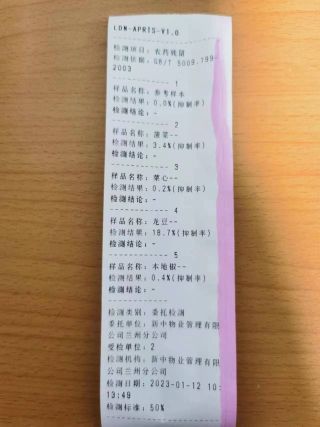 LDN-APRTS-V1.0
检测项目: 农药残留
检测依据: GB/T 5009.199-
2003
---------------1
样品名称: 参考样本
检测结果: 0.0%(抑制率)
检测结论: -
---------------2
样品名称: 菠菜--
检测结果: 3.4%(抑制率)
检测结论: -
---------------3
样品名称: 菜心--
检测结果: 0.2%(抑制率)
检测结论: -
---------------4
样品名称: 龙豆--
检测结果: 18.7%(抑制率)
检测结论: -
---------------5
样品名称: 本地椒--
检测结果: 0.4%(抑制率)
检测结论: -
检测类别: 委托检测
委托单位: 新中物业管理有限
公司兰州分公司
受检单位: 2
检测机构: 新中物业管理有限
公司兰州分公司
检测日期: 2023-01-12 10:
13:49
检测标准: 50%